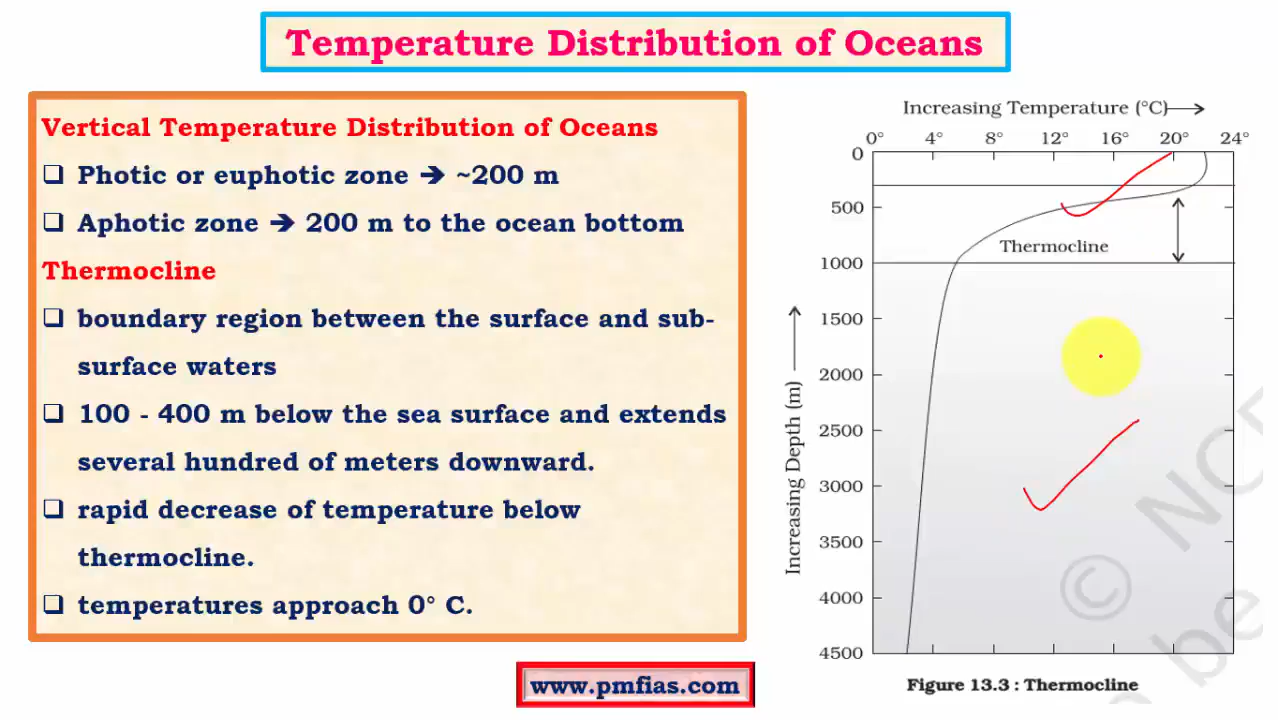 Temperature Distribution of Oceans
Vertical Temperature Distribution of Oceans
❑ Photic or euphotic zone ➔ ~200 m
❑ Aphotic zone ➔ 200 m to the ocean bottom
Thermocline
❑ boundary region between the surface and sub-
surface waters
❑ 100 - 400 m below the sea surface and extends
several hundred of meters downward.
❑ rapid decrease of temperature below
thermocline.
❑ temperatures approach 0° C.
www.pmfias.com
Increasing Temperature (°C)
0° 4° 8° 12° 16° 20° 24°
0
500
Thermocline
1000
1500
2000
2500
3000
3500
4000
4500
Increasing Depth (m)
© NC
be
Figure 13.3 : Thermocline